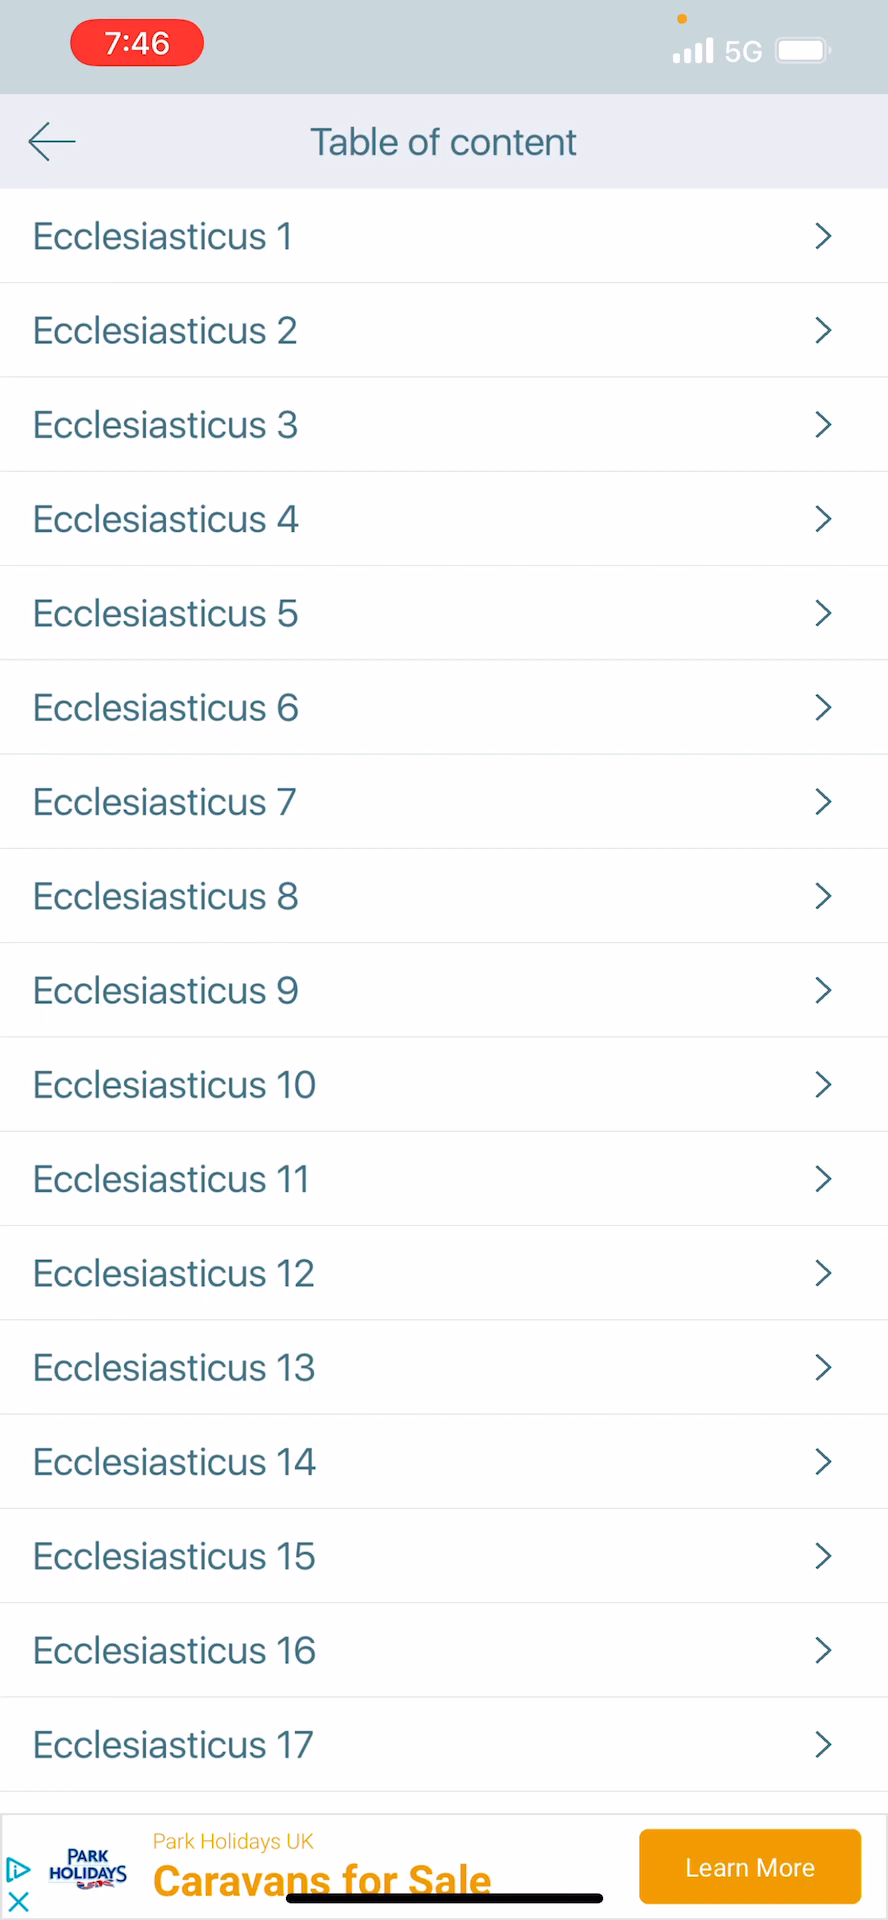 7:46
5G
Table of content
Ecclesiasticus 1
Ecclesiasticus 2
Ecclesiasticus 3
Ecclesiasticus 4
Ecclesiasticus 5
Ecclesiasticus 6
Ecclesiasticus 7
Ecclesiasticus 8
Ecclesiasticus 9
Ecclesiasticus 10
Ecclesiasticus 11
Ecclesiasticus 12
Ecclesiasticus 13
Ecclesiasticus 14
Ecclesiasticus 15
Ecclesiasticus 16
Ecclesiasticus 17
PARK
HOLIDAYS
Park Holidays UK
Caravans for Sale
Learn More